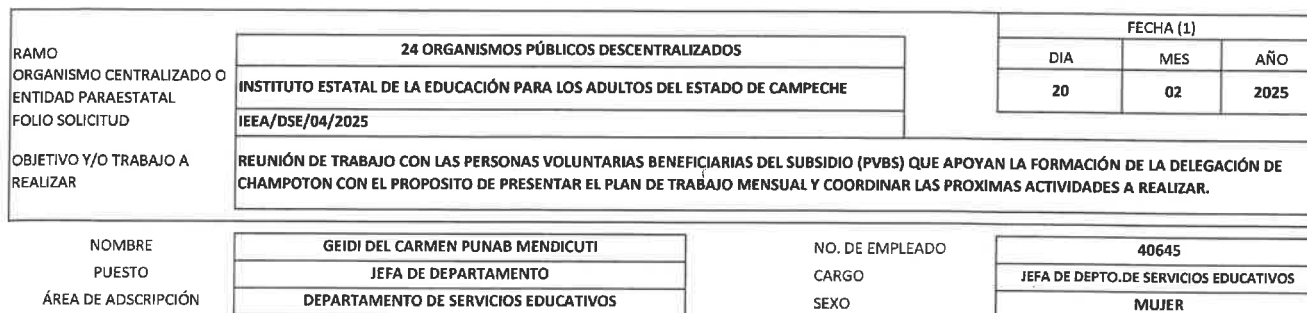 FECHA (1)
RAMO 24 ORGANISMOS PÚBLICOS DESCENTRALIZADOS DIA MES AÑO
ORGANISMO CENTRALIZADO O
ENTIDAD PARAESTATAL INSTITUTO ESTATAL DE LA EDUCACIÓN PARA LOS ADULTOS DEL ESTADO DE CAMPECHE 20 02 2025
FOLIO SOLICITUD IEEA/DSE/04/2025
OBJETIVO Y/O TRABAJO A REUNIÓN DE TRABAJO CON LAS PERSONAS VOLUNTARIAS BENEFICIARIAS DEL SUBSIDIO (PVBS) QUE APOYAN LA FORMACIÓN DE LA DELEGACIÓN DE
REALIZAR CHAMPOTON CON EL PROPOSITO DE PRESENTAR EL PLAN DE TRABAJO MENSUAL Y COORDINAR LAS PROXIMAS ACTIVIDADES A REALIZAR.
NOMBRE GEIDI DEL CARMEN PUNAB MENDICUTI NO. DE EMPLEADO 40645
PUESTO JEFA DE DEPARTAMENTO CARGO JEFA DE DEPTO.DE SERVICIOS EDUCATIVOS
ÁREA DE ADSCRIPCIÓN DEPARTAMENTO DE SERVICIOS EDUCATIVOS SEXO MUJER